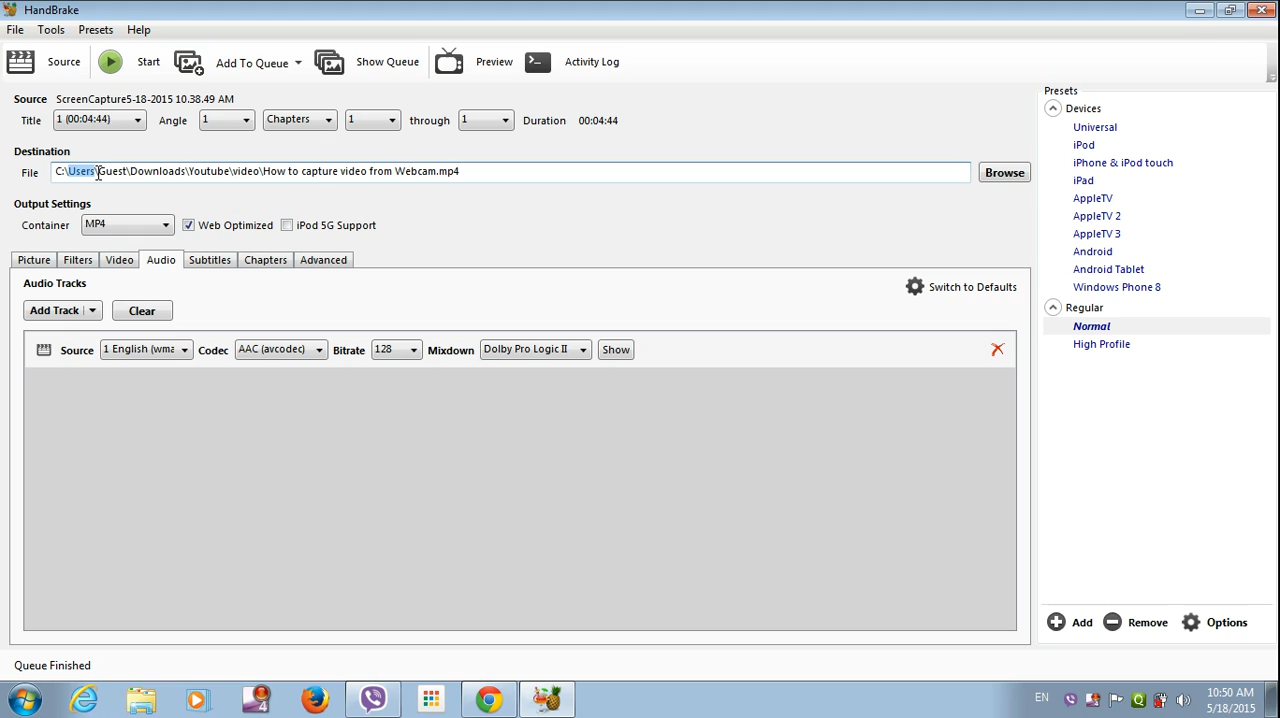 HandBrake
File Tools Presets Help
Source Start Add To Queue Show Queue Preview Activity Log
Source ScreenCapture5-18-2015 10.38.49 AM
Title 1 (00:04:44) Angle 1 Chapters 1 through 1 Duration 00:04:44
Destination
File C:\Users\Guest\Downloads\Youtube\video\How to capture video from Webcam.mp4 Browse
Output Settings
Container MP4 Web Optimized iPod 5G Support
Picture Filters Video Audio Subtitles Chapters Advanced
Audio Tracks
Switch to Defaults
Add Track Clear
Source 1 English (wma Codec AAC (avcodec) Bitrate 128 Mixdown Dolby Pro Logic II Show
Presets
Devices
Universal
iPod
iPhone & iPod touch
iPad
AppleTV
AppleTV 2
AppleTV 3
Android
Android Tablet
Windows Phone 8
Regular
Normal
High Profile
Add Remove Options
Queue Finished
4
EN
10:50 AM
5/18/2015